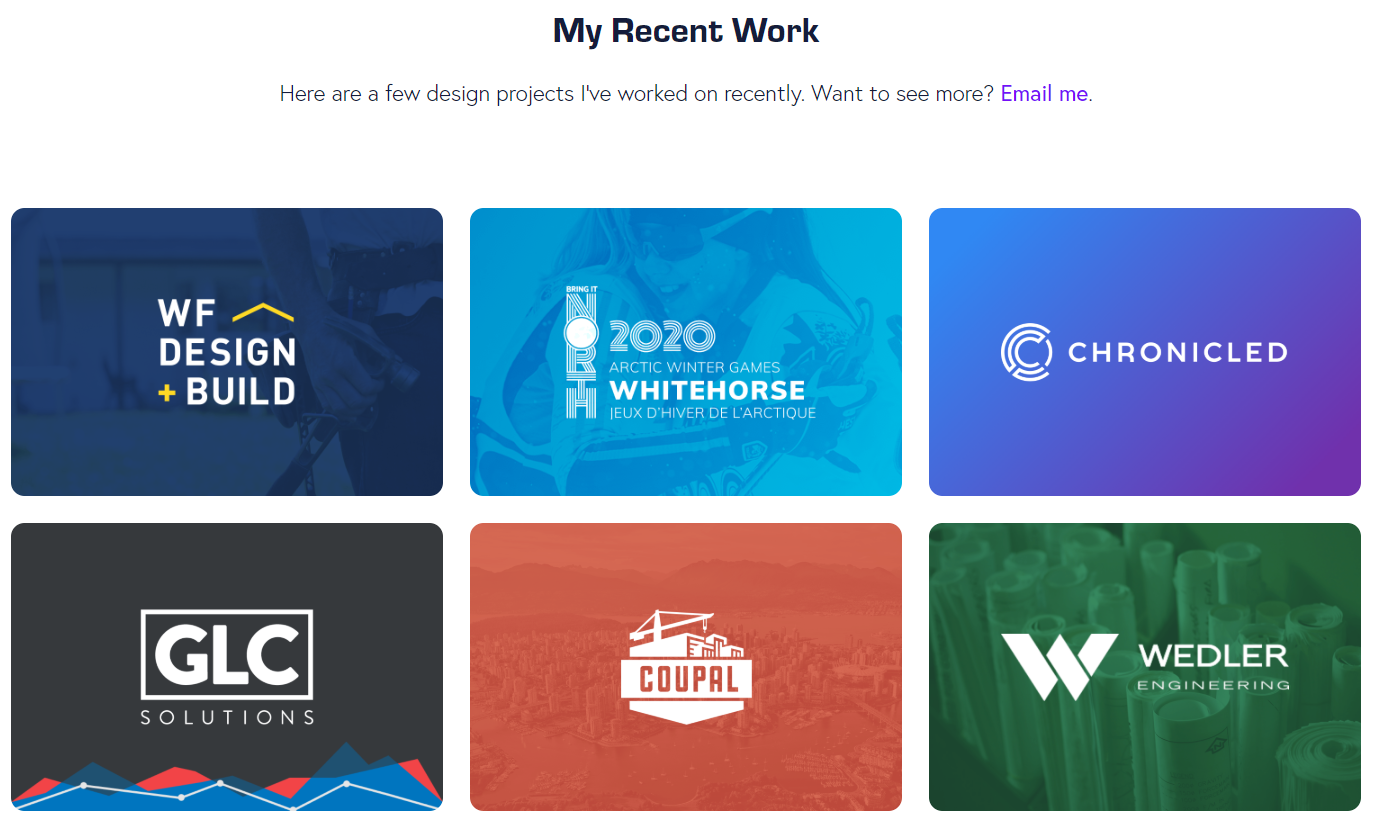 My Recent Work
Here are a few design projects I've worked on recently. Want to see more? Email me.
WF
DESIGN
+ BUILD
BRING IT
NORTH
2020
ARCTIC WINTER GAMES
WHITEHORSE
JEUX D'HIVER DE L'ARCTIQUE
CHRONICLED
GLC
SOLUTIONS
COUPAL
WEDLER
ENGINEERING